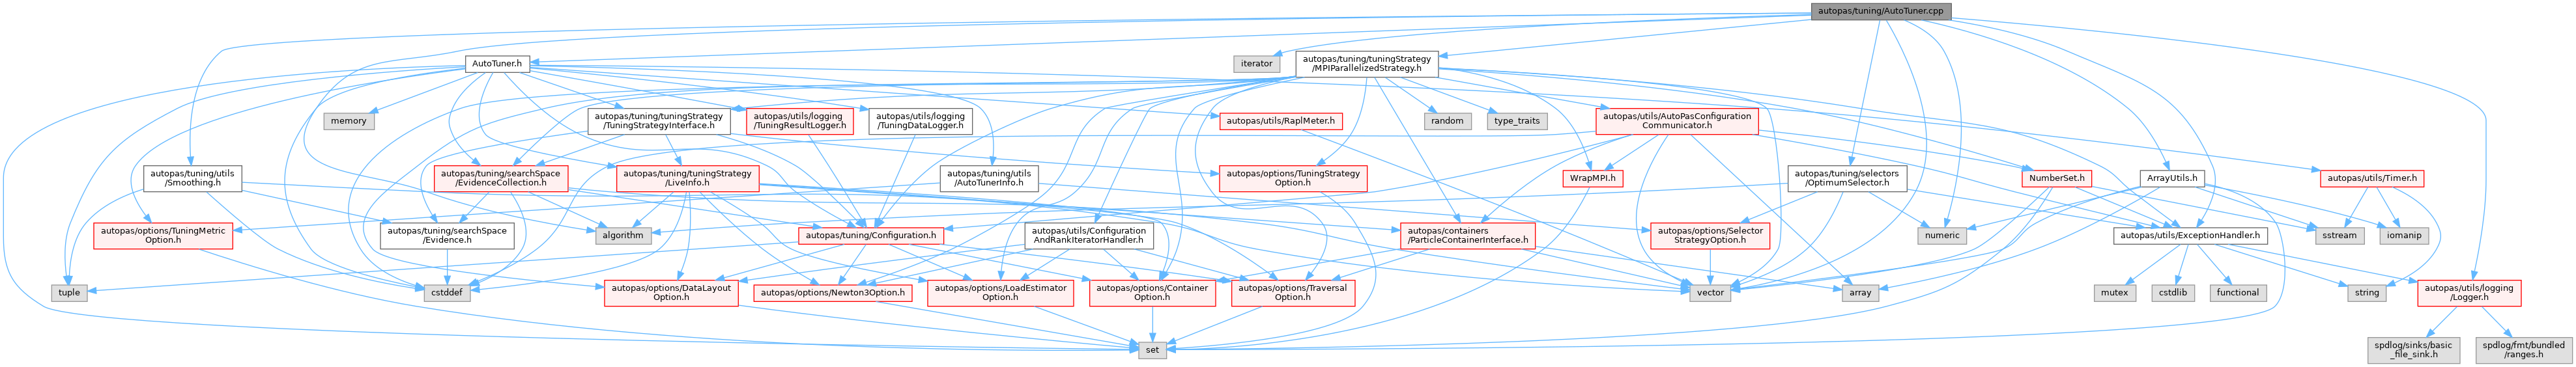 autopas/tuning/AutoTuner.cpp
AutoTuner.h
iterator
autopas/tuning/tuningStrategy
/MPIParallelizedStrategy.h
memory
autopas/tuning/tuningStrategy
/TuningStrategyInterface.h
autopas/utils/logging
/TuningResultLogger.h
autopas/utils/logging
/TuningDataLogger.h
autopas/utils/RaplMeter.h
random
type_traits
autopas/utils/AutoPasConfiguration
Communicator.h
autopas/tuning/utils
/Smoothing.h
autopas/tuning/searchSpace
/EvidenceCollection.h
autopas/tuning/tuningStrategy
/LiveInfo.h
autopas/tuning/utils
/AutoTunerInfo.h
autopas/options/TuningStrategy
Option.h
WrapMPI.h
autopas/tuning/selectors
/OptimumSelector.h
NumberSet.h
ArrayUtils.h
autopas/utils/Timer.h
autopas/options/TuningMetric
Option.h
autopas/tuning/searchSpace
/Evidence.h
algorithm
autopas/tuning/Configuration.h
autopas/utils/Configuration
AndRankIteratorHandler.h
autopas/containers
/ParticleContainerInterface.h
autopas/options/Selector
StrategyOption.h
numeric
autopas/utils/ExceptionHandler.h
sstream
iomanip
tuple
cstddef
autopas/options/DataLayout
Option.h
autopas/options/Newton3Option.h
autopas/options/LoadEstimator
Option.h
autopas/options/Container
Option.h
autopas/options/Traversal
Option.h
vector
array
mutex
cstdlib
functional
string
autopas/utils/logging
/Logger.h
set
spdlog/sinks/basic
_file_sink.h
spdlog/fmt/bundled
/ranges.h